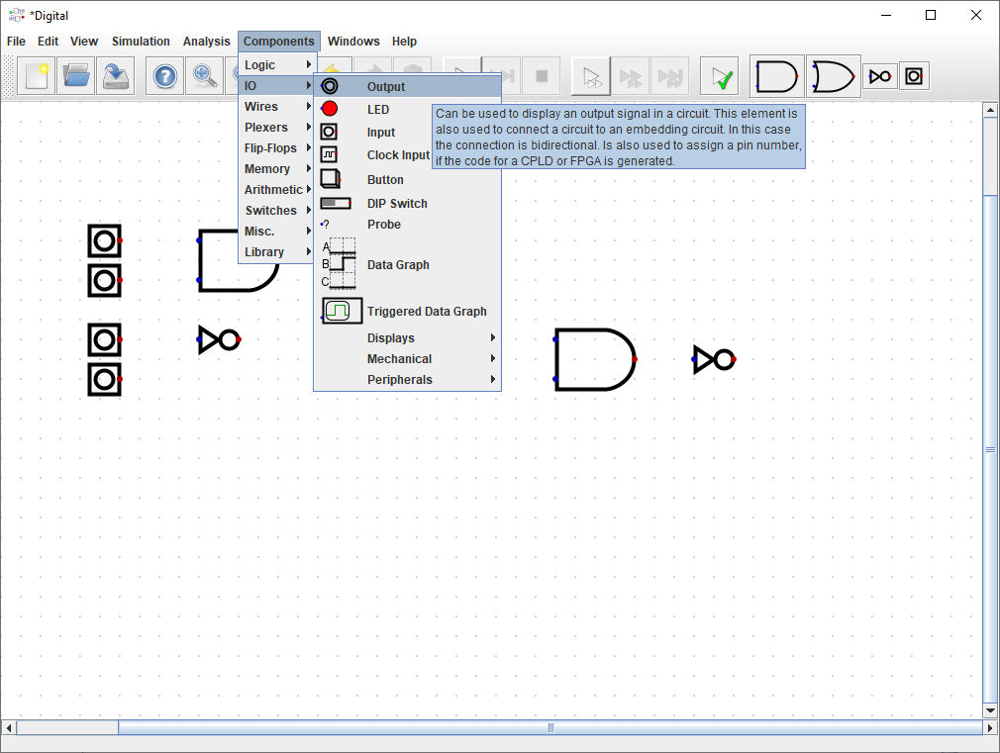 *Digital
File Edit View Simulation Analysis Components Windows Help
Logic
IO
Wires
Plexers
Flip-Flops
Memory
Arithmetic
Switches
Misc.
Library
Output
LED
Input
Clock Input
Button
DIP Switch
?
Probe
A
B
C
Data Graph
Triggered Data Graph
Displays
Mechanical
Peripherals
Can be used to display an output signal in a circuit. This element is
also used to connect a circuit to an embedding circuit. In this case
the connection is bidirectional. Is also used to assign a pin number,
if the code for a CPLD or FPGA is generated.